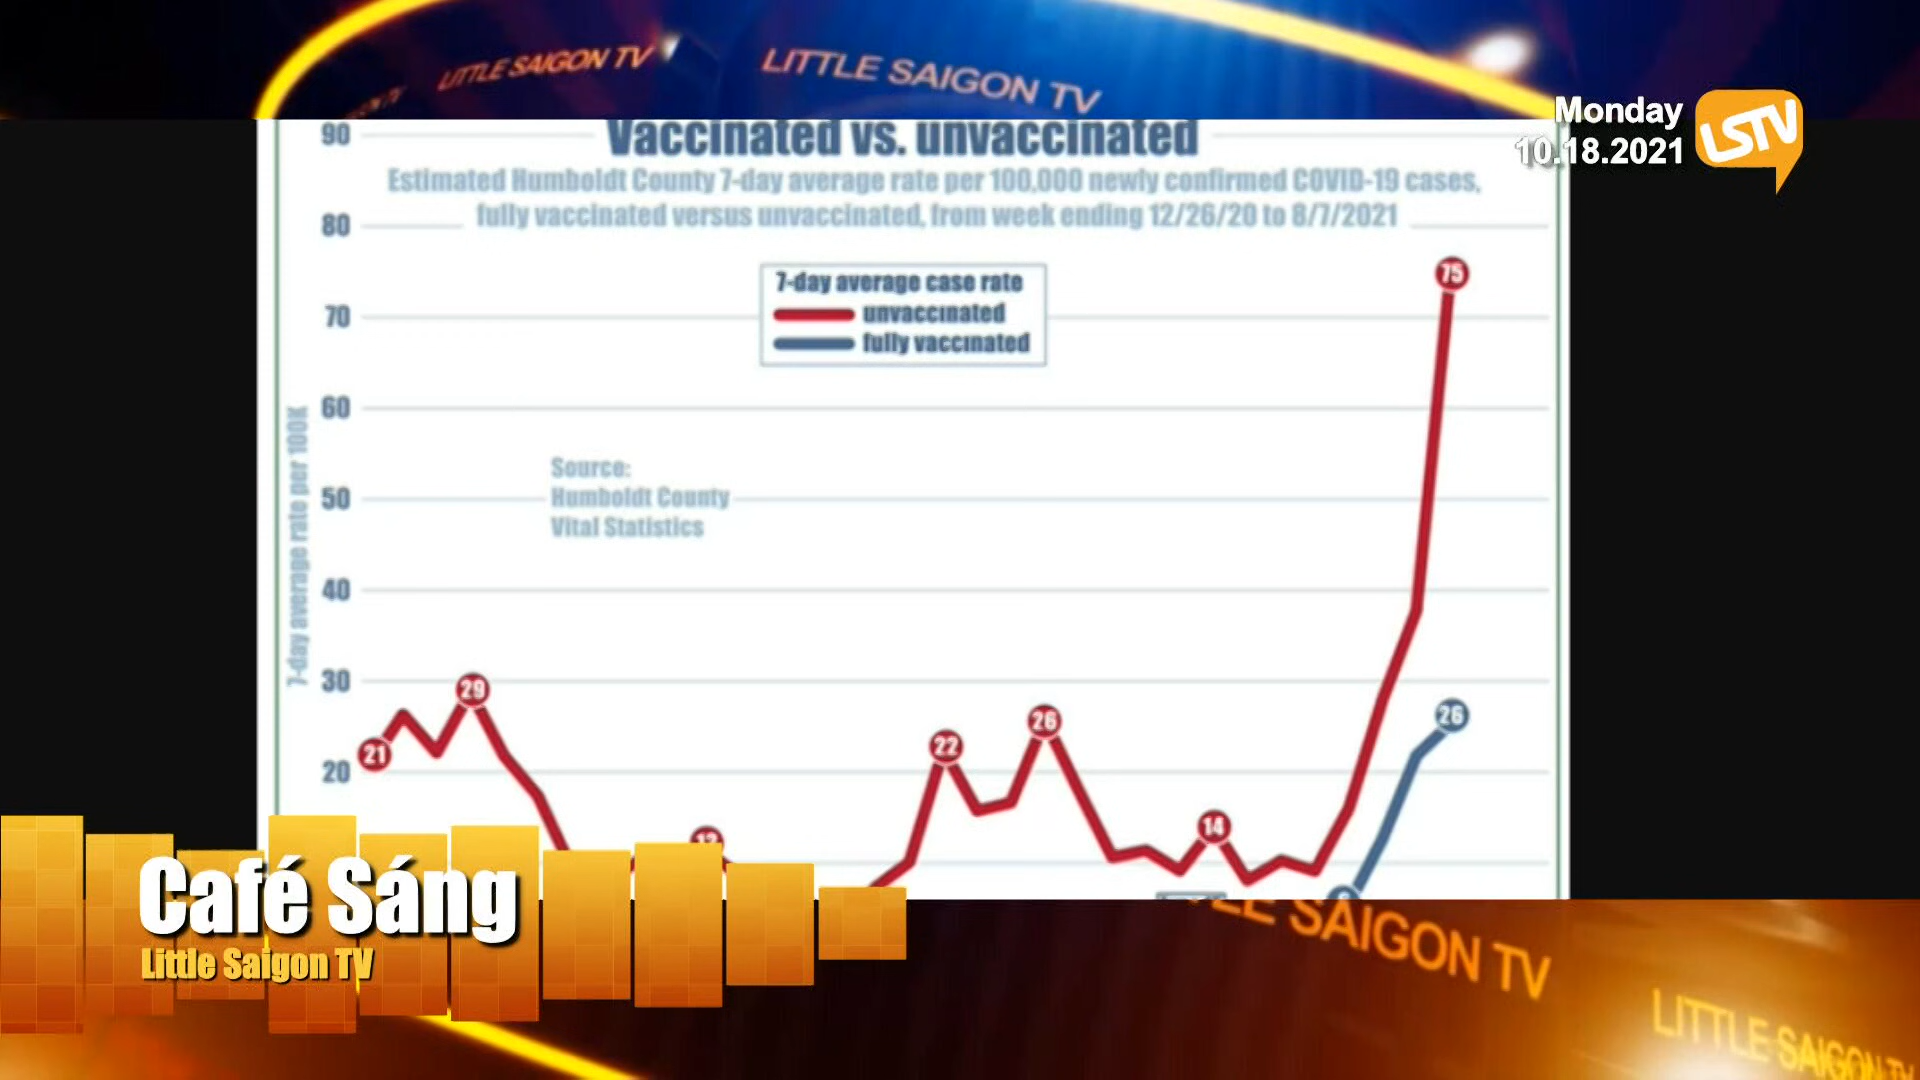 LITTLE SAIGON TV
LITTLE SAIGON TV
Monday
10.18.2021
LSTV
Vaccinated vs. unvaccinated
Estimated Humboldt County 7-day average rate per 100,000 newly confirmed COVID-19 cases,
fully vaccinated versus unvaccinated, from week ending 12/26/20 to 8/7/2021
90
80
70
60
50
40
30
20
7-day average rate per 100K
7-day average case rate
unvaccinated
fully vaccinated
Source:
Humboldt County
Vital Statistics
75
29
21
22
26
14
26
Café Sáng
Little Saigon TV
SAIGON TV
LITTLE SAIGON TV